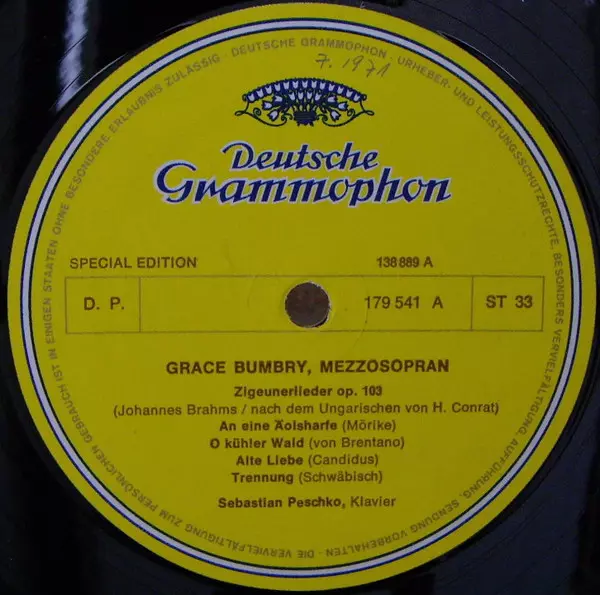 DEUTSCHE GRAMMOPHON · URHEBER- UND LEISTUNGSSCHUTZRECHTE, BESONDERS VERVIELFÄLTIGUNG, AUFFÜHRUNG, SENDUNG VORBEHALTEN · DIE VERVIELFÄLTIGUNG ZUM PERSÖNLICHEN GEBRAUCH IST IN EINIGEN STAATEN OHNE BESONDERE ERLAUBNIS ZULÄSSIG ·
7. 1971
Deutsche
Grammophon
SPECIAL EDITION 138 889 A
D. P. 179 541 A ST 33
GRACE BUMBRY, MEZZOSOPRAN
Zigeunerlieder op. 103
(Johannes Brahms / nach dem Ungarischen von H. Conrat)
An eine Äolsharfe (Mörike)
O kühler Wald (von Brentano)
Alte Liebe (Candidus)
Trennung (Schwäbisch)
Sebastian Peschko, Klavier